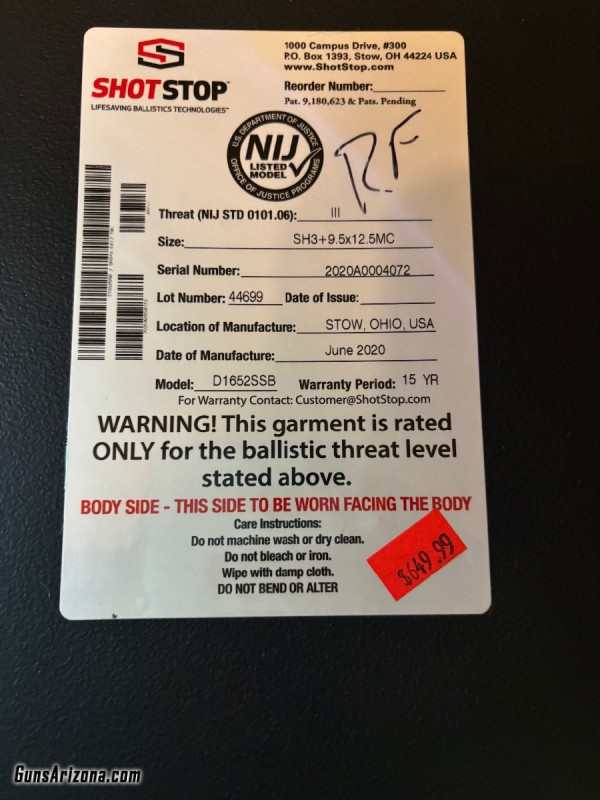 SHOTSTOP™
LIFESAVING BALLISTICS TECHNOLOGIES™
1000 Campus Drive, #300
P.O. Box 1393, Stow, OH 44224 USA
www.ShotStop.com
Reorder Number:
Pat. 9,180,623 & Pats. Pending
U.S. DEPARTMENT OF JUSTICE
NIJ
LISTED
MODEL
OFFICE OF JUSTICE PROGRAMS
RF
Threat (NIJ STD 0101.06): III
Size: SH3+9.5x12.5MC
Serial Number: 2020A0004072
Lot Number: 44699 Date of Issue:
Location of Manufacture: STOW, OHIO, USA
Date of Manufacture: June 2020
Model: D1652SSB Warranty Period: 15 YR
For Warranty Contact: Customer@ShotStop.com
WARNING! This garment is rated
ONLY for the ballistic threat level
stated above.
BODY SIDE - THIS SIDE TO BE WORN FACING THE BODY
Care Instructions:
Do not machine wash or dry clean.
Do not bleach or iron.
Wipe with damp cloth.
DO NOT BEND OR ALTER
$649.99
GunsArizona.com